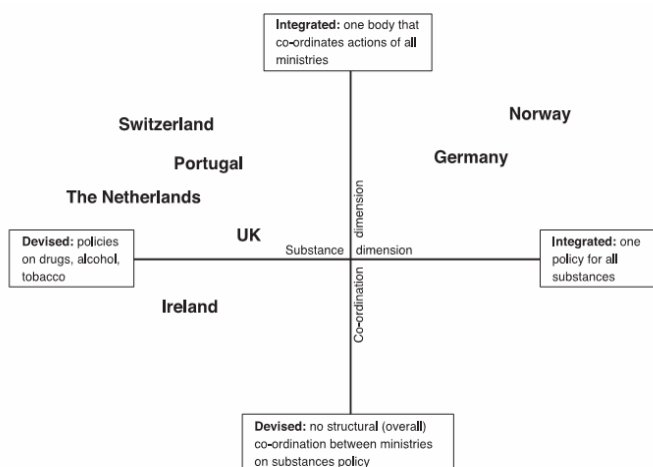 Integrated: one body that
co-ordinates actions of all
ministries
Norway
Switzerland
Germany
Portugal
The Netherlands
dimension
UK
Devised: policies
on drugs, alcohol,
tobacco
Substance dimension
Integrated: one
policy for all
substances
Co-ordination
Ireland
Devised: no structural (overall)
co-ordination between ministries
on substances policy